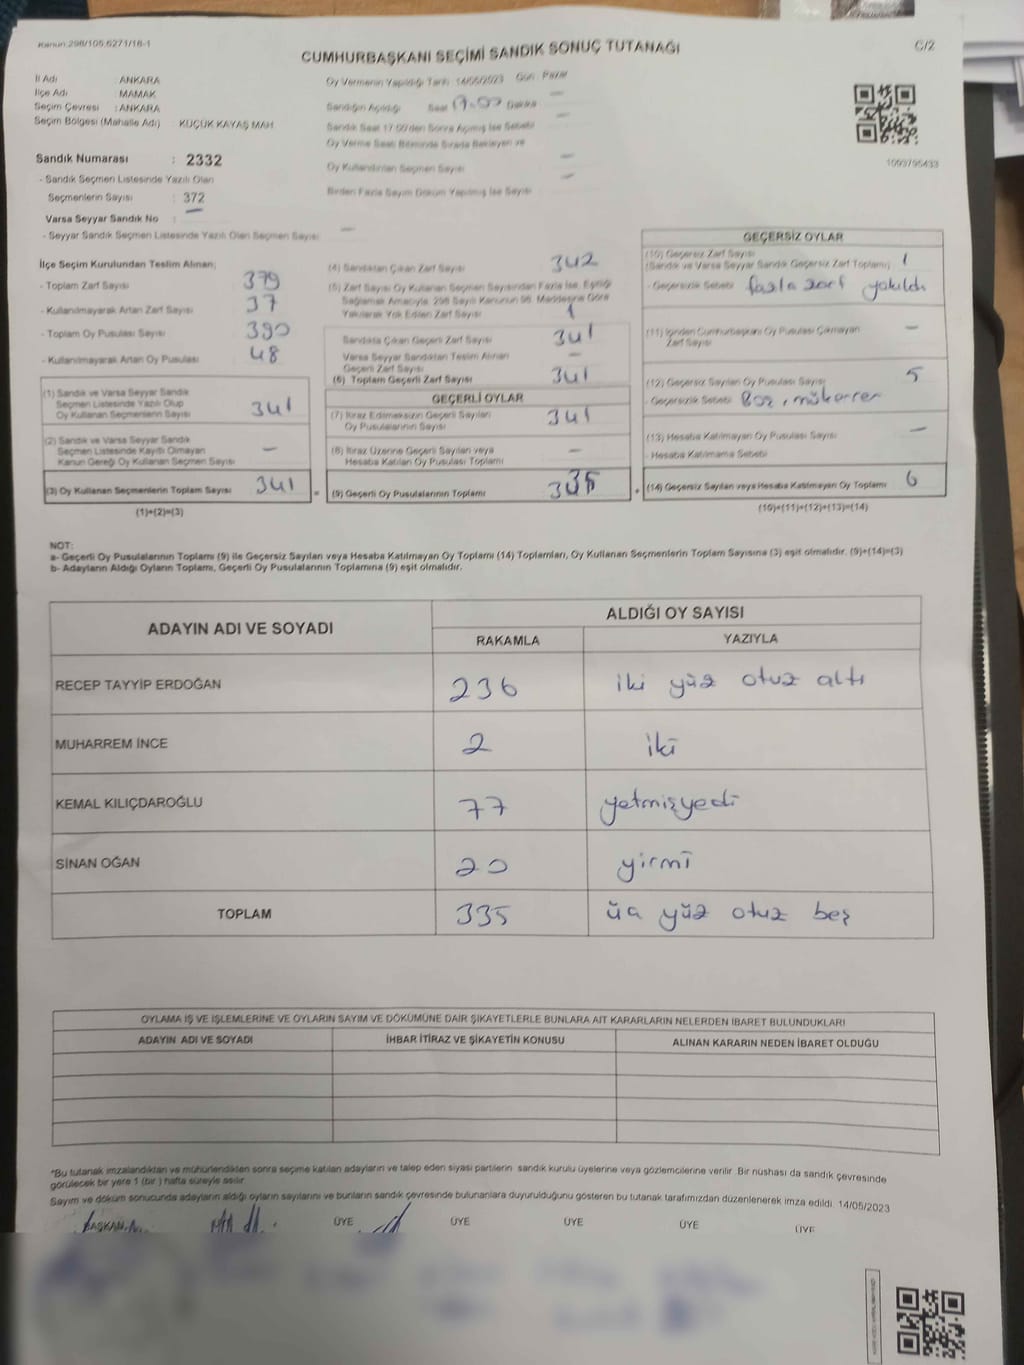 Kanun:298/105,6271/18-1
C/2
CUMHURBAŞKANI SEÇİMİ SANDIK SONUÇ TUTANAĞI
İl Adı : ANKARA
İlçe Adı : MAMAK
Seçim Çevresi : ANKARA
Seçim Bölgesi (Mahalle Adı) KÜÇÜK KAYAŞ MAH.
Sandık Numarası : 2332
- Sandık Seçmen Listesinde Yazılı Olan
Seçmenlerin Sayısı : 372
Varsa Seyyar Sandık No : —
- Seyyar Sandık Seçmen Listesinde Yazılı Olan Seçmen Sayısı: —
Oy Vermenin Yapıldığı Tarih: 14/05/2023 Gün: Pazar
Sandığın Açıldığı Saat 17.00 Dakika —
Sandık Saat 17:00'den Sonra Açılmış İse Sebebi —
Oy Verme Saati Bitiminde Sırada Bekleyen ve
Oy Kullandırılan Seçmen Sayısı —
Birden Fazla Sayım Döküm Yapılmış İse Sayısı —
1093795433
İlçe Seçim Kurulundan Teslim Alınan;
- Toplam Zarf Sayısı 379
- Kullanılmayarak Artan Zarf Sayısı 37
- Toplam Oy Pusulası Sayısı 390
- Kullanılmayarak Artan Oy Pusulası 48
(1) Sandık ve Varsa Seyyar Sandık
Seçmen Listesinde Yazılı Olup
Oy Kullanan Seçmenlerin Sayısı 341
(2) Sandık ve Varsa Seyyar Sandık
Seçmen Listesinde Kayıtlı Olmayan
Kanun Gereği Oy Kullanan Seçmen Sayısı —
(3) Oy Kullanan Seçmenlerin Toplam Sayısı 341 =
(1)+(2)=(3)
(4) Sandıktan Çıkan Zarf Sayısı 342
(5) Zarf Sayısı Oy Kullanan Seçmen Sayısından Fazla İse, Eşitliği
Sağlamak Amacıyla, 298 Sayılı Kanunun 98. Maddesine Göre
Yakılarak Yok Edilen Zarf Sayısı 1
Sandıkta Çıkan Geçerli Zarf Sayısı 341
Varsa Seyyar Sandıktan Teslim Alınan
Geçerli Zarf Sayısı —
(6) Toplam Geçerli Zarf Sayısı 341
GEÇERLİ OYLAR
(7) İtiraz Edilmeksizin Geçerli Sayılan
Oy Pusulalarının Sayısı 341
(8) İtiraz Üzerine Geçerli Sayılan veya
Hesaba Katılan Oy Pusulası Toplamı —
(9) Geçerli Oy Pusulalarının Toplamı 335 +
GEÇERSİZ OYLAR
(10) Geçersiz Zarf Sayısı
(Sandık ve Varsa Seyyar Sandık Geçersiz Zarf Toplamı) 1
- Geçersizlik Sebebi fazla zarf yakıldı
(11) İçinden Cumhurbaşkanı Oy Pusulası Çıkmayan
Zarf Sayısı —
(12) Geçersiz Sayılan Oy Pusulası Sayısı 5
- Geçersizlik Sebebi Boş, mükerrer
(13) Hesaba Katılmayan Oy Pusulası Sayısı —
- Hesaba Katılmama Sebebi
(14) Geçersiz Sayılan veya Hesaba Katılmayan Oy Toplamı 6
(10)+(11)+(12)+(13)=(14)
NOT:
a- Geçerli Oy Pusulalarının Toplamı (9) ile Geçersiz Sayılan veya Hesaba Katılmayan Oy Toplamı (14) Toplamları, Oy Kullanan Seçmenlerin Toplam Sayısına (3) eşit olmalıdır. (9)+(14)=(3)
b- Adayların Aldığı Oyların Toplamı, Geçerli Oy Pusulalarının Toplamına (9) eşit olmalıdır.
ADAYIN ADI VE SOYADI ALDIĞI OY SAYISI
RAKAMLA YAZIYLA
RECEP TAYYİP ERDOĞAN 236 iki yüz otuz altı
MUHARREM İNCE 2 iki
KEMAL KILIÇDAROĞLU 77 yetmişyedi
SİNAN OĞAN 20 yirmi
TOPLAM 335 üç yüz otuz beş
OYLAMA İŞ VE İŞLEMLERİNE VE OYLARIN SAYIM VE DÖKÜMÜNE DAİR ŞİKAYETLERLE BUNLARA AİT KARARLARIN NELERDEN İBARET BULUNDUKLARI
ADAYIN ADI VE SOYADI İHBAR İTİRAZ VE ŞİKAYETİN KONUSU ALINAN KARARIN NEDEN İBARET OLDUĞU
*Bu tutanak imzalandıktan ve mühürlendikten sonra seçime katılan adayların ve talep eden siyasi partilerin sandık kurulu üyelerine veya gözlemcilerine verilir. Bir nüshası da sandık çevresinde
görülecek bir yere 1 (bir) hafta süreyle asılır.
Sayım ve döküm sonucunda adayların aldığı oyların sayılarını ve bunların sandık çevresinde bulunanlara duyurulduğunu gösteren bu tutanak tarafımızdan düzenlenerek imza edildi. 14/05/2023
BAŞKAN ÜYE ÜYE ÜYE ÜYE ÜYE